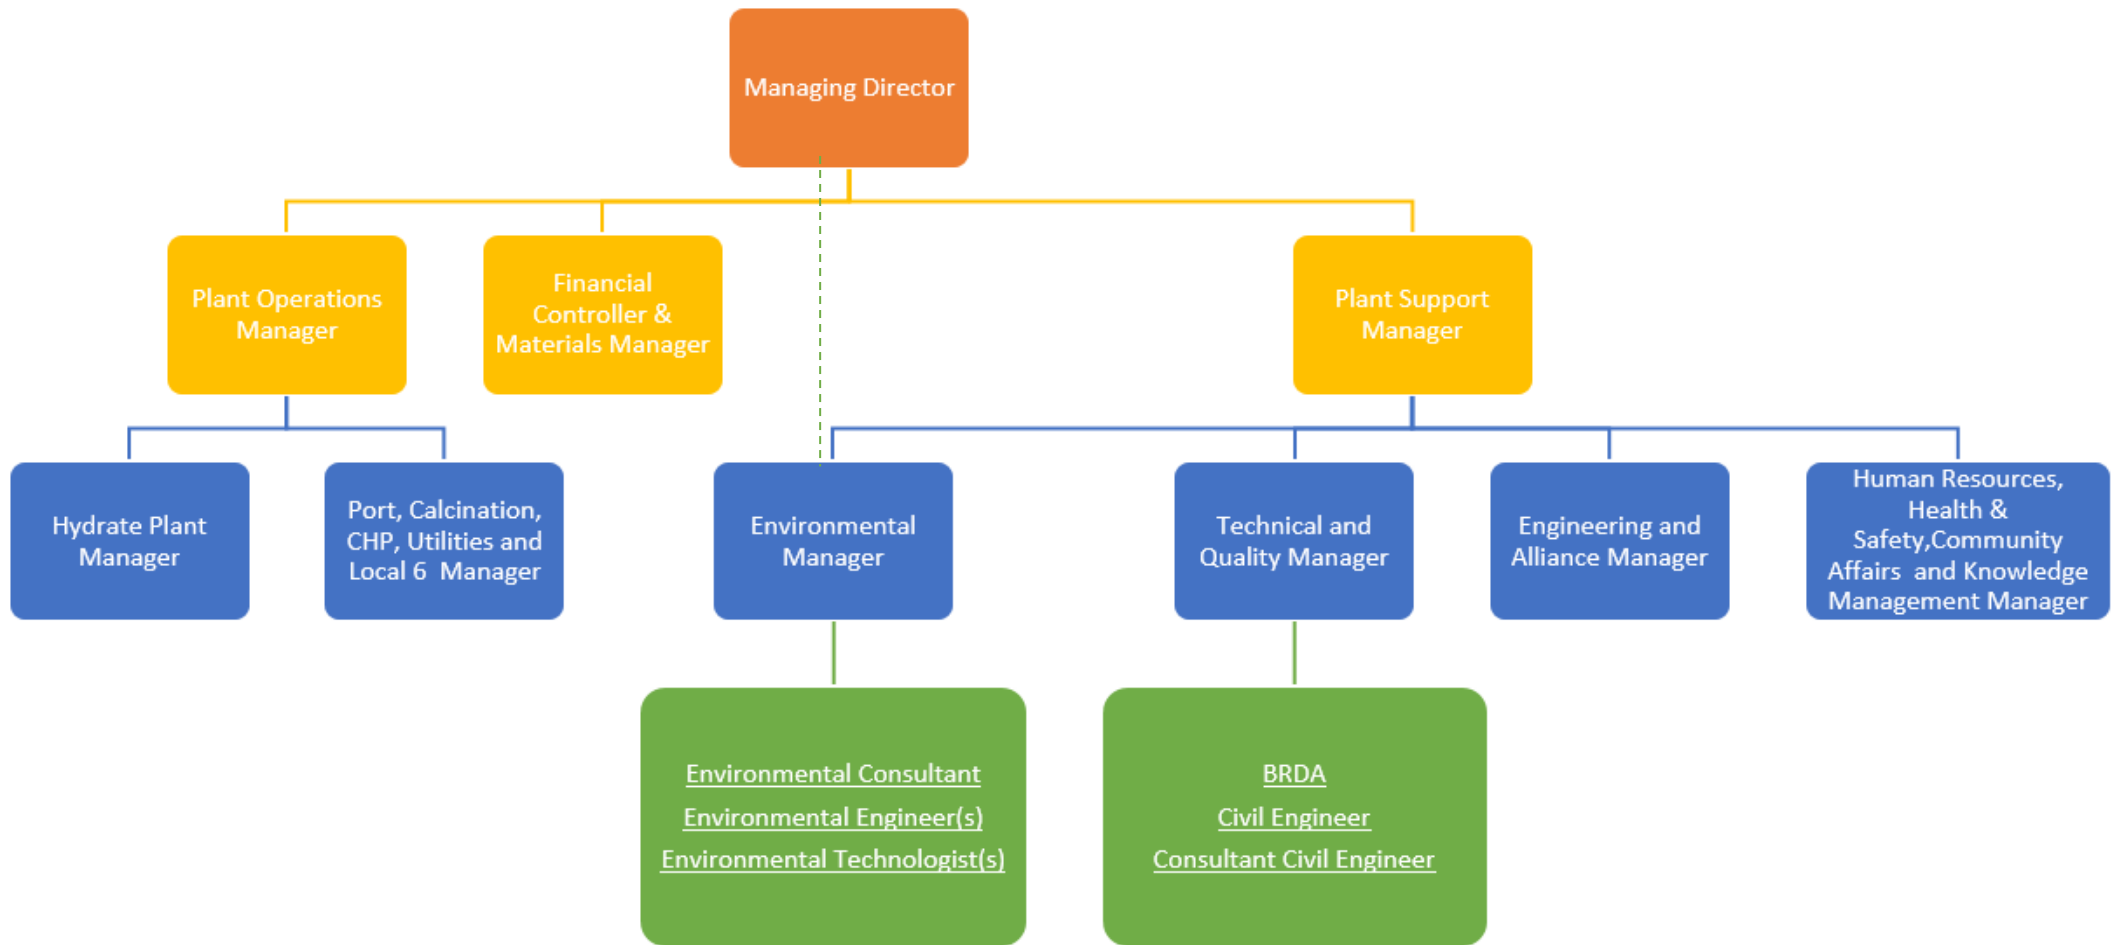 Managing Director
Plant Operations
Manager
Financial
Controller &
Materials Manager
Plant Support
Manager
Hydrate Plant
Manager
Port, Calcination,
CHP, Utilities and
Local 6  Manager
Environmental
Manager
Technical and
Quality Manager
Engineering and
Alliance Manager
Human Resources,
Health &
Safety,Community
Affairs  and Knowledge
Management Manager
Environmental Consultant
Environmental Engineer(s)
Environmental Technologist(s)
BRDA
Civil Engineer
Consultant Civil Engineer